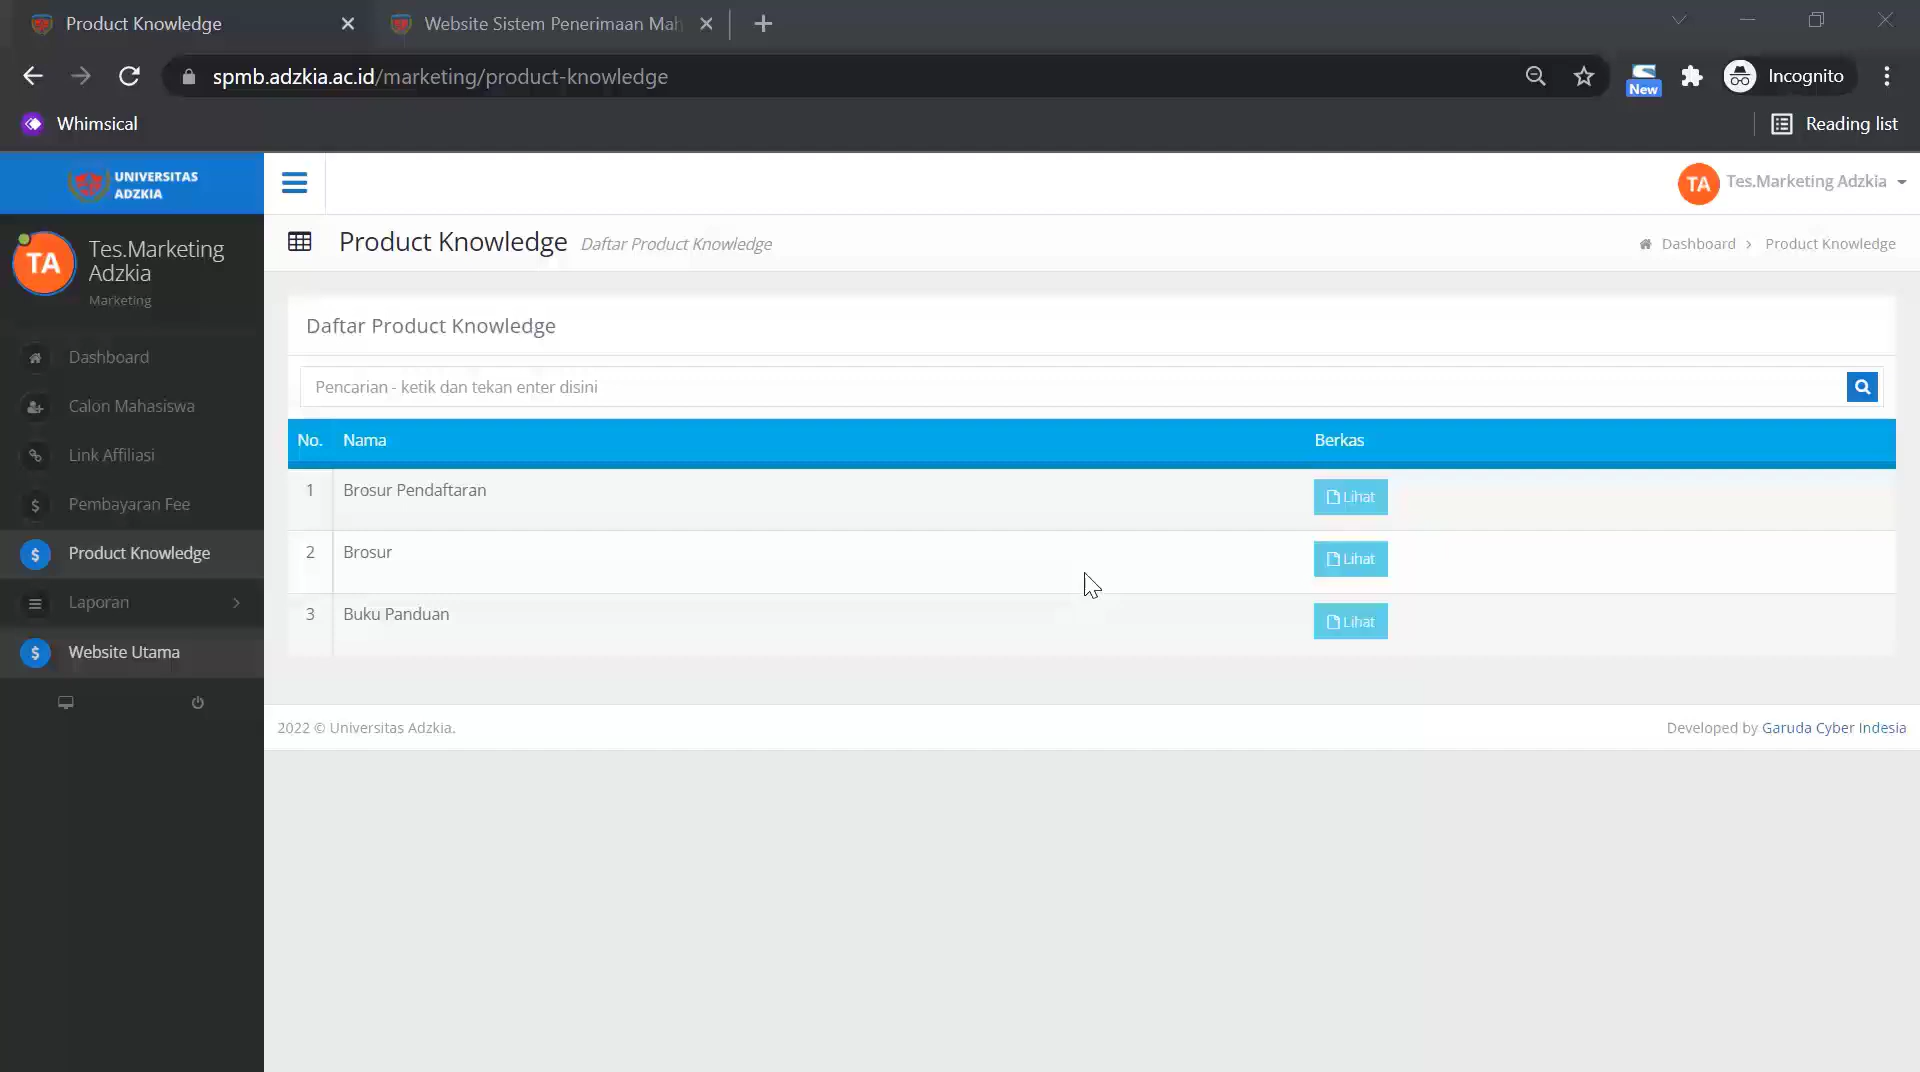 Product Knowledge
Website Sistem Penerimaan Mah
spmb.adzkia.ac.id/marketing/product-knowledge
New
Incognito
Whimsical
Reading list
UNIVERSITAS
ADZKIA
TA
Tes.Marketing Adzkia
TA
Tes.Marketing
Adzkia
Marketing
Product Knowledge Daftar Product Knowledge
Dashboard > Product Knowledge
Dashboard
Calon Mahasiswa
Link Affiliasi
Pembayaran Fee
Product Knowledge
Laporan
Website Utama
Daftar Product Knowledge
Pencarian - ketik dan tekan enter disini
No. Nama Berkas
1 Brosur Pendaftaran Lihat
2 Brosur Lihat
3 Buku Panduan Lihat
2022 © Universitas Adzkia.
Developed by Garuda Cyber Indesia